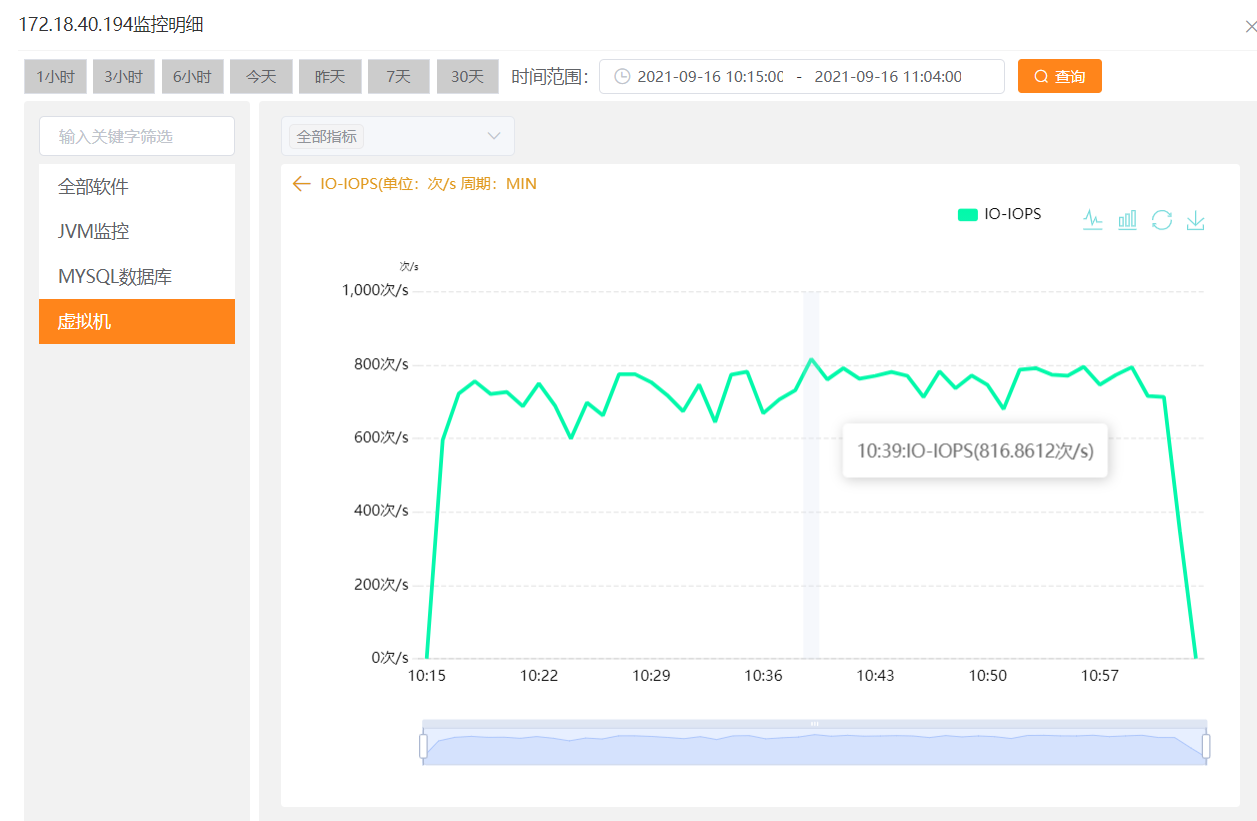 172.18.40.194监控明细
1小时 3小时 6小时 今天 昨天 7天 30天 时间范围： 2021-09-16 10:15:00 - 2021-09-16 11:04:00 查询
输入关键字筛选
全部软件
JVM监控
MYSQL数据库
虚拟机
全部指标
IO-IOPS(单位：次/s 周期：MIN
IO-IOPS
次/s
1,000次/s
800次/s
600次/s
400次/s
200次/s
0次/s
10:39:IO-IOPS(816.8612次/s)
10:15 10:22 10:29 10:36 10:43 10:50 10:57